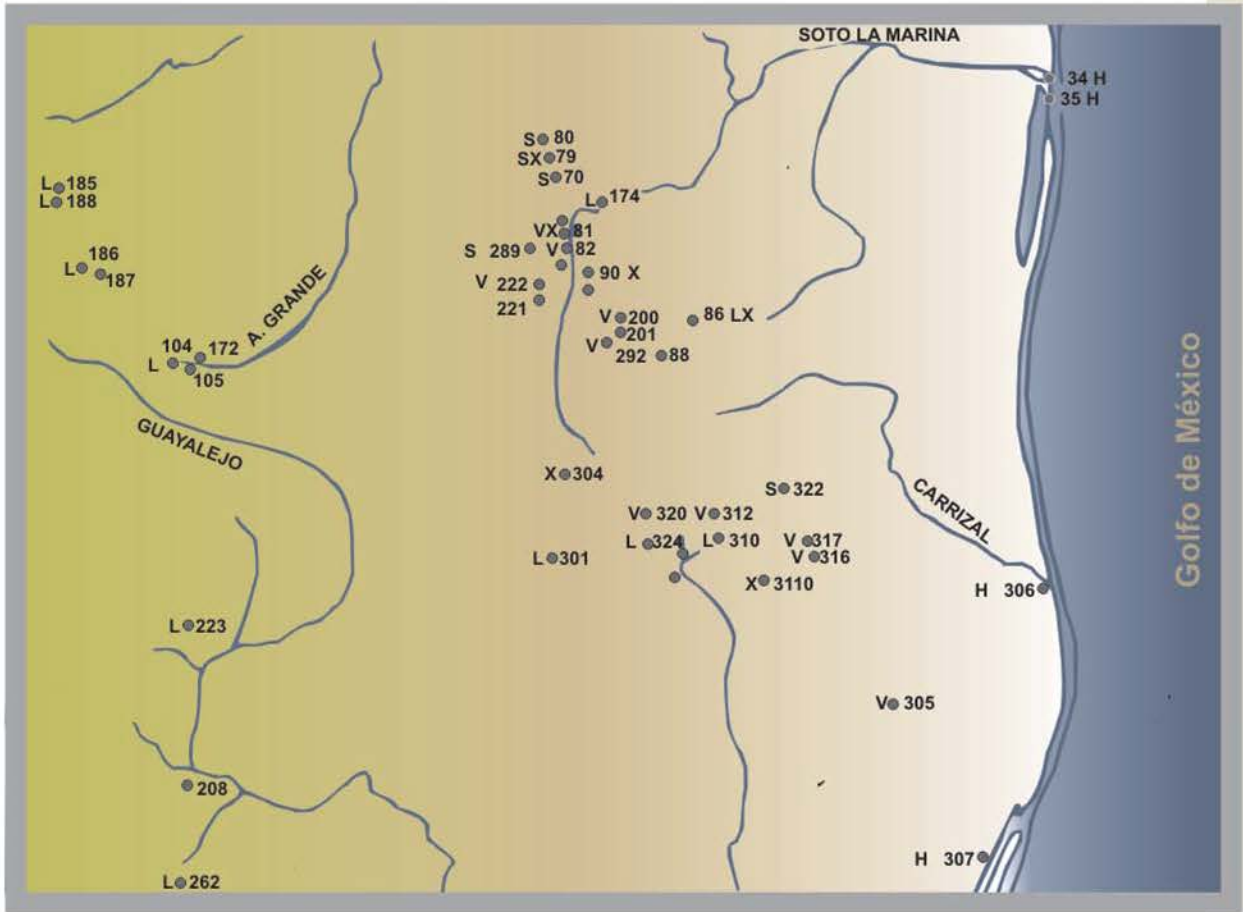 SOTO LA MARINA
34 H
35 H
S 80
SX 79
S 70
L 185
L 188
L 174
VX 81
S 289 V 82
186
L
187
90 X
V 222
221
A. GRANDE
V 200
86 LX
201
V
292 88
104 172
L
105
GUAYALEJO
Golfo de México
X 304
S 322
CARRIZAL
V 320 V 312
L 324 L 310 V 317
L 301 V 316
X 3110
H 306
L 223
V 305
208
H 307
L 262